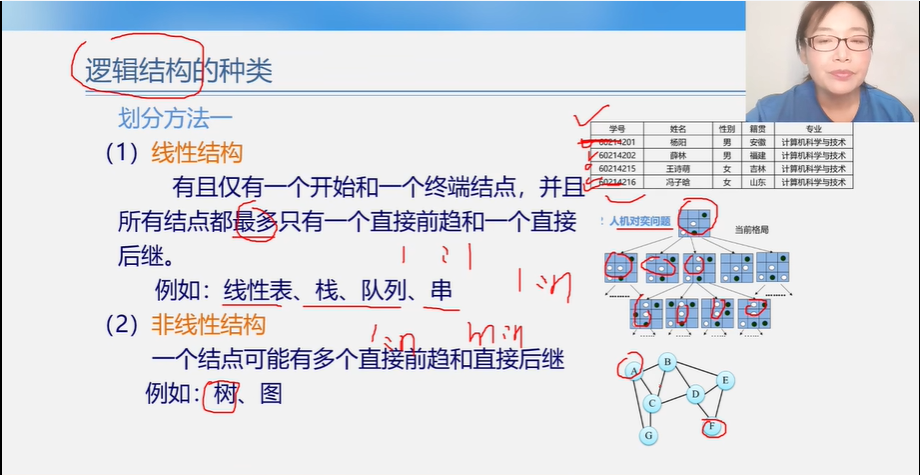 逻辑结构的种类
划分方法一
（1）线性结构
有且仅有一个开始和一个终端结点，并且
所有结点都最多只有一个直接前趋和一个直接
后继。
1:1
例如：线性表、栈、队列、串
1:n
（2）非线性结构
1:n m:n
一个结点可能有多个直接前趋和直接后继
例如：树、图
学号 姓名 性别 籍贯 专业
60214201 杨阳 男 安徽 计算机科学与技术
60214202 薛林 男 福建 计算机科学与技术
60214215 王诗萌 女 吉林 计算机科学与技术
60214216 冯子晗 女 山东 计算机科学与技术
人机对奕问题
当前格局
A
B
C
D
E
F
G